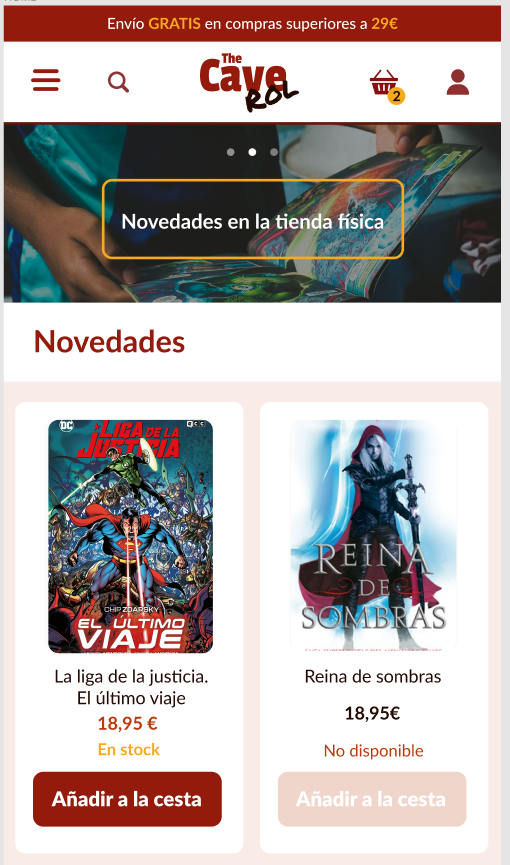 Envío GRATIS en compras superiores a 29€
The
Cave
ROL
2
Novedades en la tienda física
Novedades
DC
ECC
LIGA DE LA
JUSTICIA
CHIP ZDARSKY
EL ÚLTIMO
VIAJE
REINA
DE
SOMBRAS
La liga de la justicia.
El último viaje
18,95 €
En stock
Añadir a la cesta
Reina de sombras
18,95€
No disponible
Añadir a la cesta